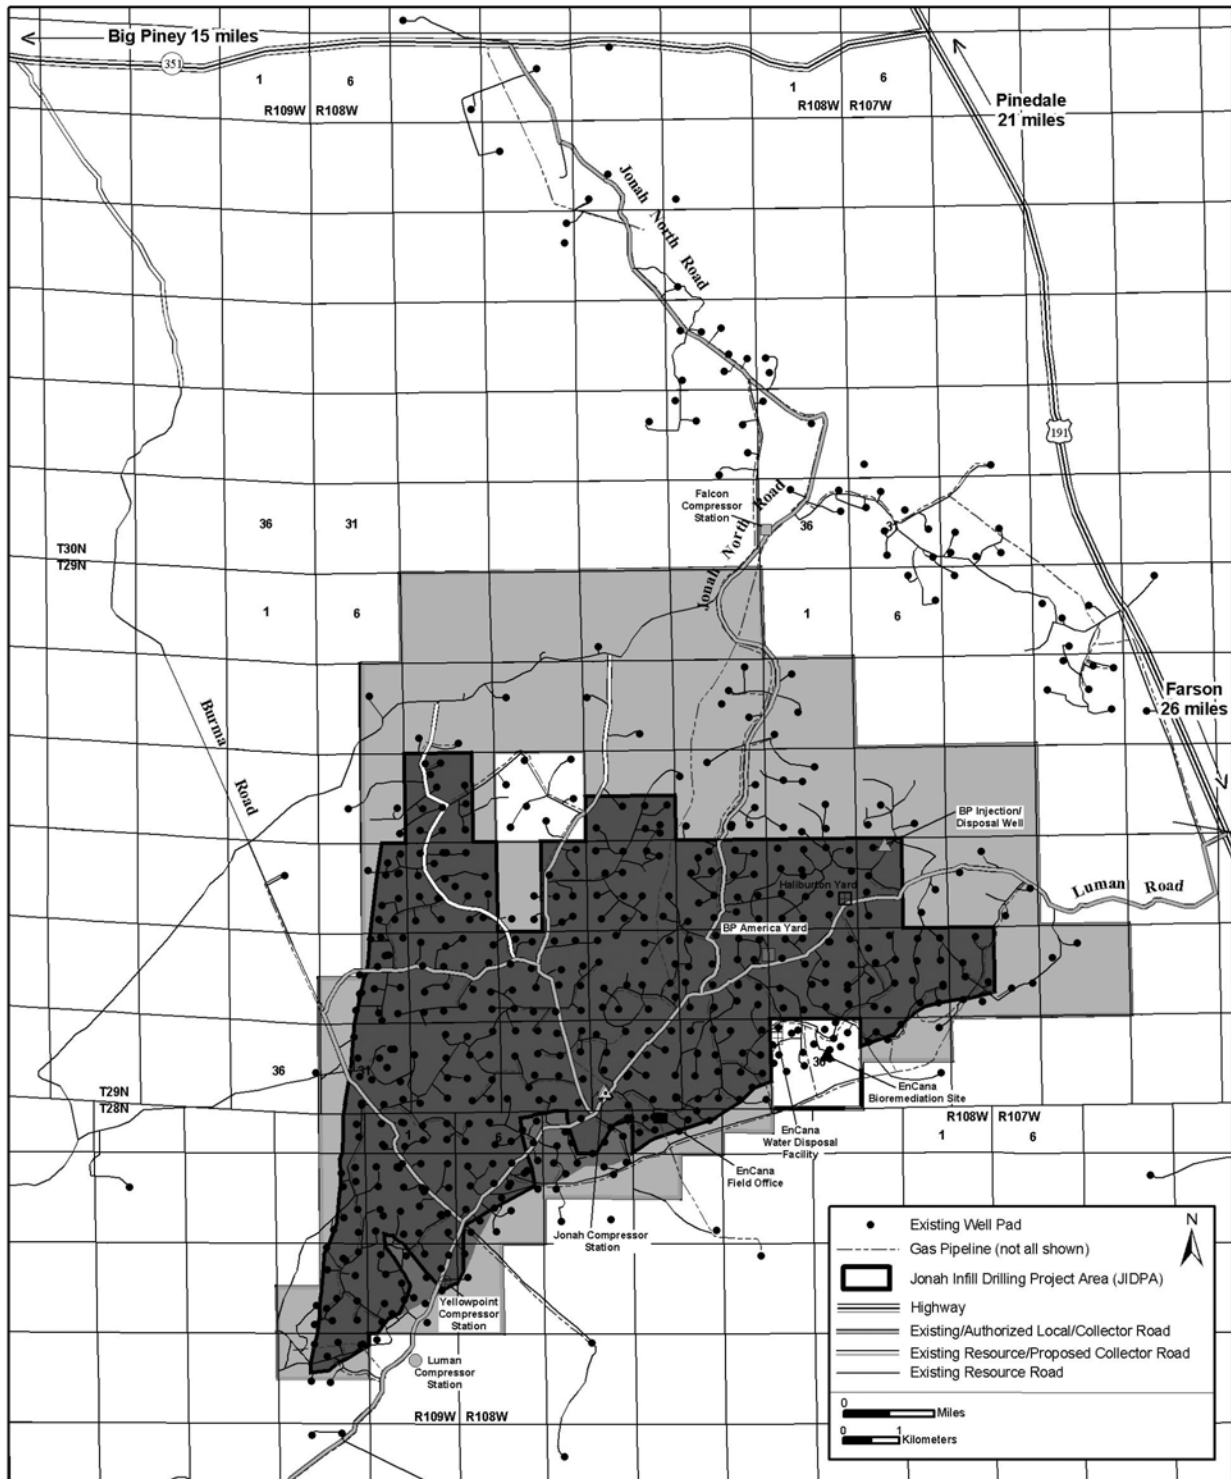 Big Piney 15 miles
351
1
6
R109W
R108W
1
6
R108W
R107W
Pinedale
21 miles
Jonah North Road
191
Falcon
Compressor
Station
Jonah North Road
36
31
36
T30N
T29N
1
6
1
6
Farson
26 miles
Burma
Road
BP Injection/
Disposal Well
Haliburton Yard
Luman Road
BP America Yard
36
31
36
T29N
T28N
EnCana
Bioremediation Site
R108W
R107W
1
6
1
6
EnCana
Water Disposal
Facility
EnCana
Field Office
Jonah Compressor
Station
Yellowpoint
Compressor
Station
Luman
Compressor
Station
R109W
R108W
N
Existing Well Pad
Gas Pipeline (not all shown)
Jonah Infill Drilling Project Area (JIDPA)
Highway
Existing/Authorized Local/Collector Road
Existing Resource/Proposed Collector Road
Existing Resource Road
0
Miles
0 1
Kilometers